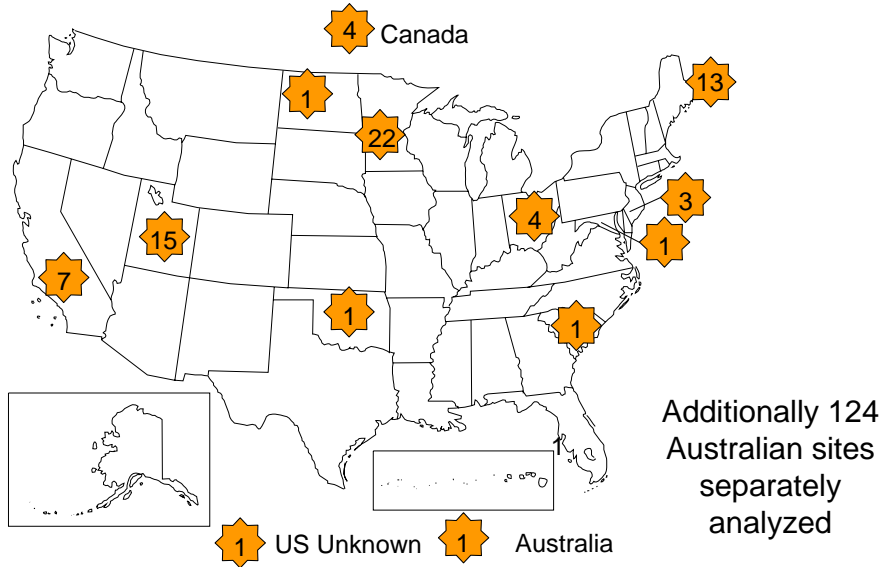 4 Canada
1
13
22
3
4
15
1
7
1
1
1
Additionally 124
Australian sites
separately
analyzed
1 US Unknown
1 Australia